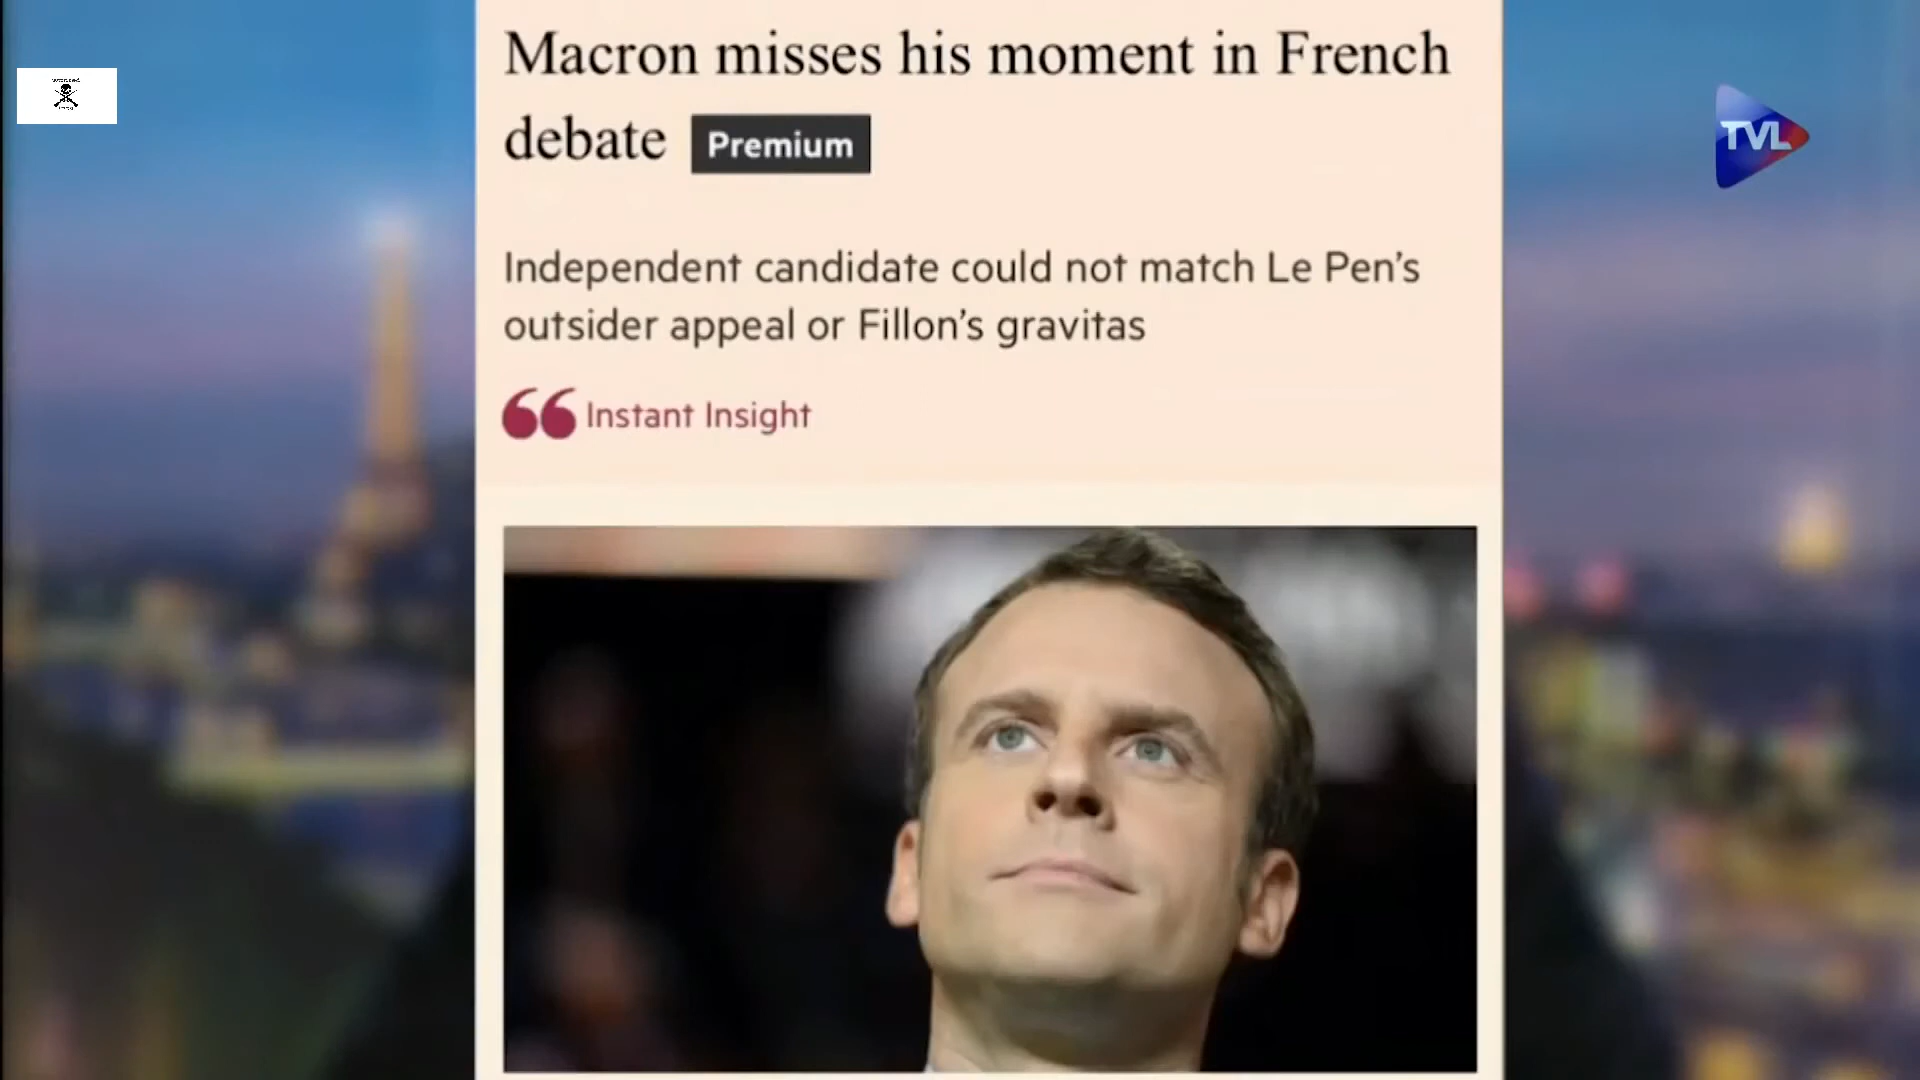 Macron misses his moment in French
debate Premium
TVL
Independent candidate could not match Le Pen’s
outsider appeal or Fillon’s gravitas
Instant Insight